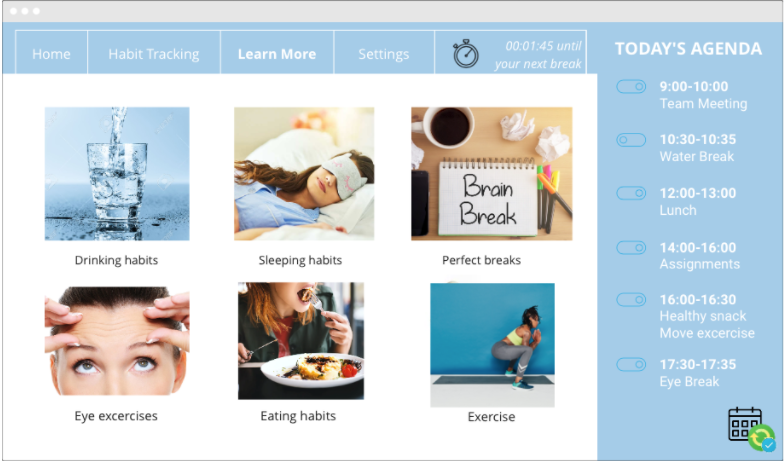 Home
Habit Tracking
Learn More
Settings
00:01:45 until
your next break
Drinking habits
Sleeping habits
Brain
Break
Perfect breaks
Eye excercises
Eating habits
Exercise
TODAY'S AGENDA
9:00-10:00
Team Meeting
10:30-10:35
Water Break
12:00-13:00
Lunch
14:00-16:00
Assignments
16:00-16:30
Healthy snack
Move excercise
17:30-17:35
Eye Break